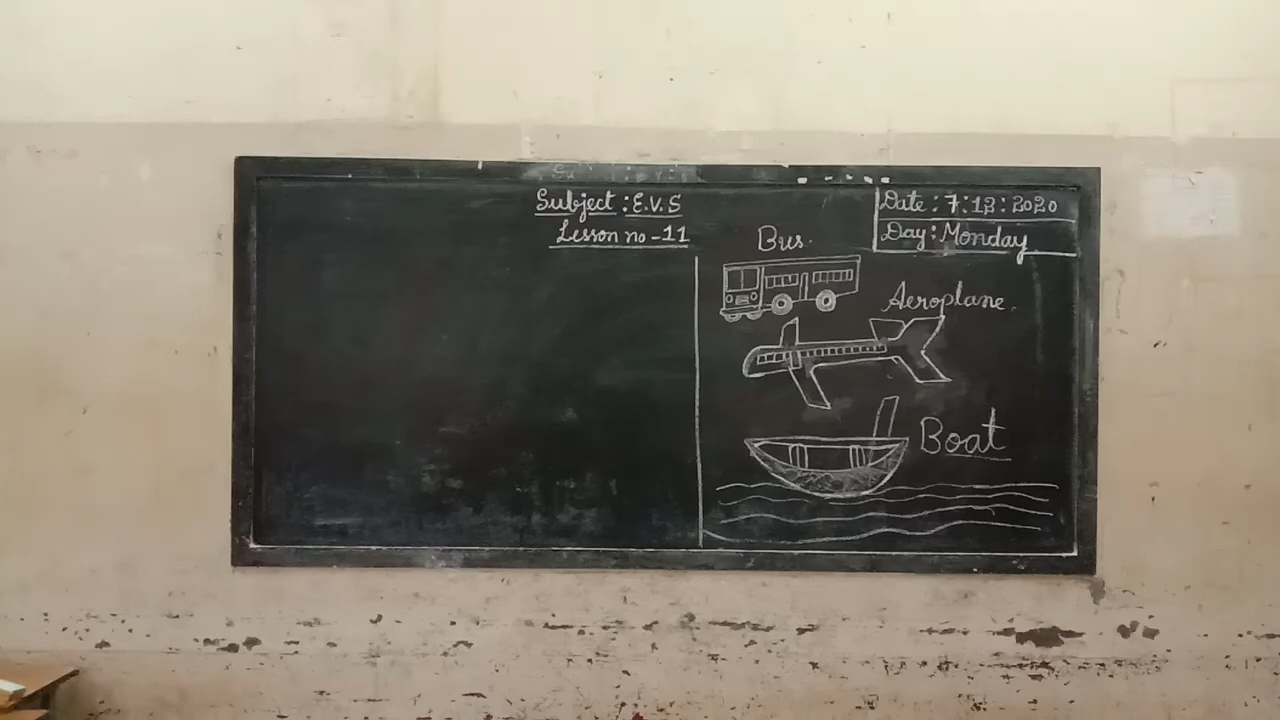 Subject : E.V.S
Lesson no - 11
Date : 7 : 12 : 2020
Day : Monday
Bus.
Aeroplane.
Boat